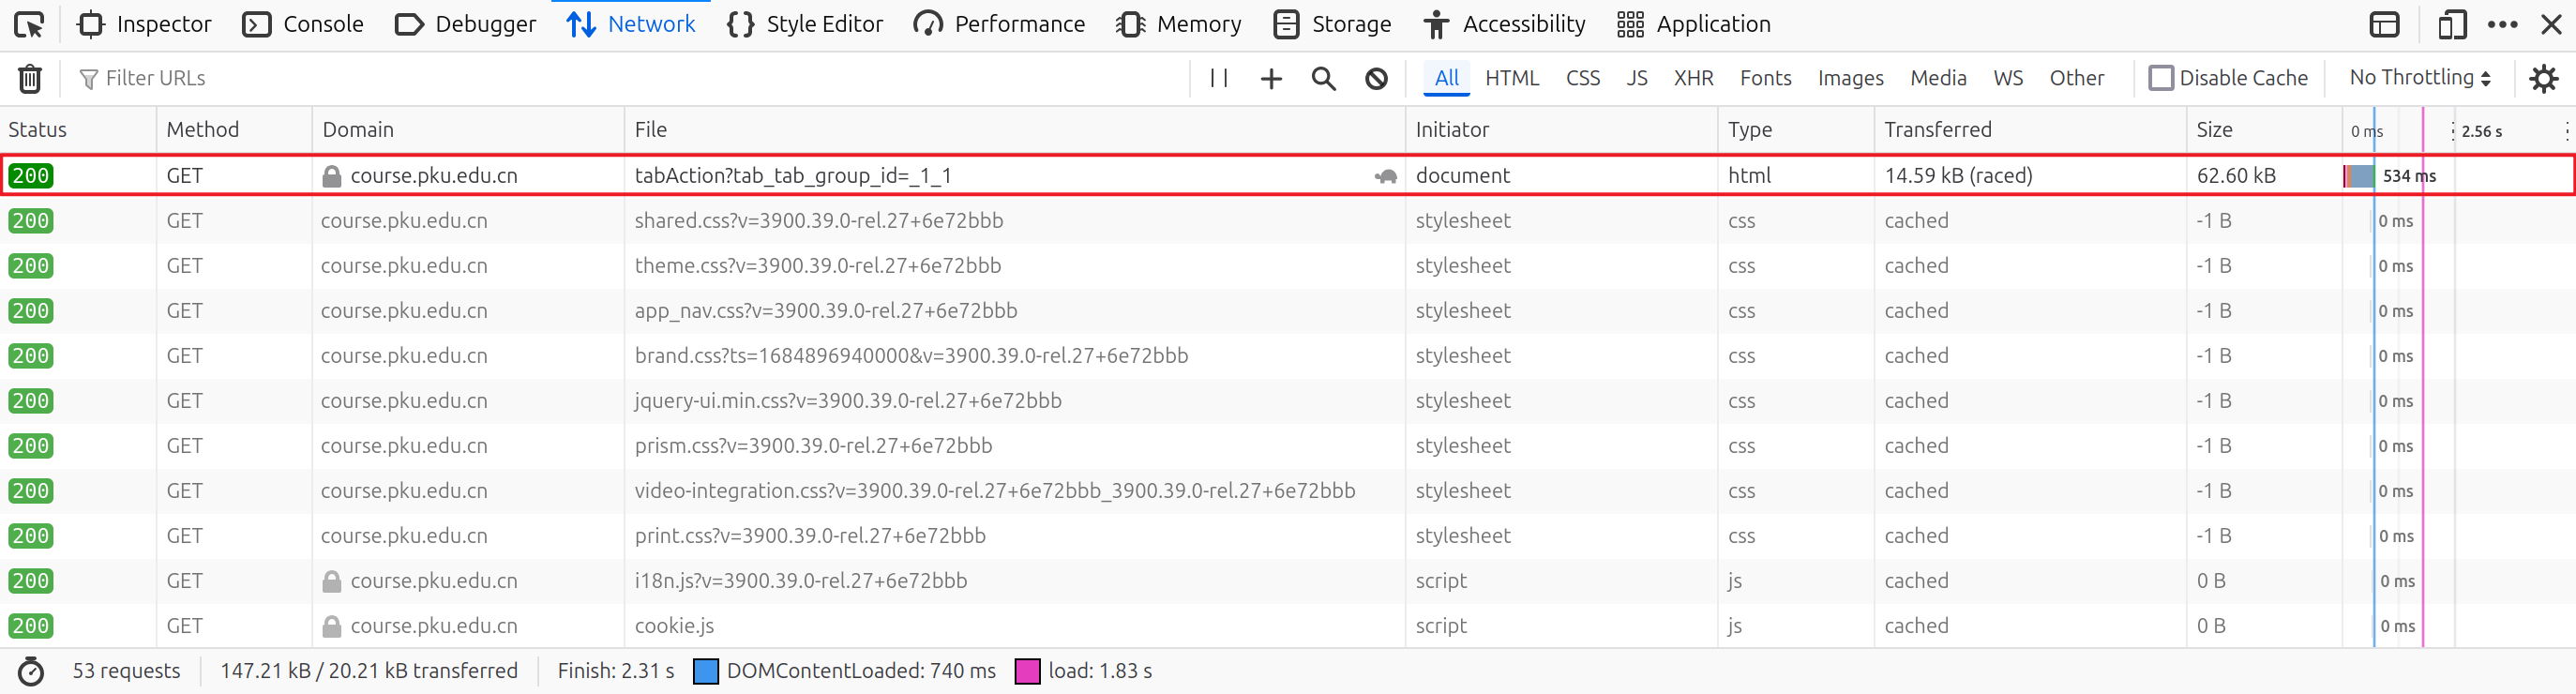 Inspector Console Debugger Network Style Editor Performance Memory Storage Accessibility Application
Filter URLs All HTML CSS JS XHR Fonts Images Media WS Other Disable Cache No Throttling
Status Method Domain File Initiator Type Transferred Size 0 ms 2.56 s
200 GET course.pku.edu.cn tabAction?tab_tab_group_id=_1_1 document html 14.59 kB (raced) 62.60 kB 534 ms
200 GET course.pku.edu.cn shared.css?v=3900.39.0-rel.27+6e72bbb stylesheet css cached -1 B 0 ms
200 GET course.pku.edu.cn theme.css?v=3900.39.0-rel.27+6e72bbb stylesheet css cached -1 B 0 ms
200 GET course.pku.edu.cn app_nav.css?v=3900.39.0-rel.27+6e72bbb stylesheet css cached -1 B 0 ms
200 GET course.pku.edu.cn brand.css?ts=1684896940000&v=3900.39.0-rel.27+6e72bbb stylesheet css cached -1 B 0 ms
200 GET course.pku.edu.cn jquery-ui.min.css?v=3900.39.0-rel.27+6e72bbb stylesheet css cached -1 B 0 ms
200 GET course.pku.edu.cn prism.css?v=3900.39.0-rel.27+6e72bbb stylesheet css cached -1 B 0 ms
200 GET course.pku.edu.cn video-integration.css?v=3900.39.0-rel.27+6e72bbb_3900.39.0-rel.27+6e72bbb stylesheet css cached -1 B 0 ms
200 GET course.pku.edu.cn print.css?v=3900.39.0-rel.27+6e72bbb stylesheet css cached -1 B 0 ms
200 GET course.pku.edu.cn i18n.js?v=3900.39.0-rel.27+6e72bbb script js cached 0 B 0 ms
200 GET course.pku.edu.cn cookie.js script js cached 0 B 0 ms
53 requests 147.21 kB / 20.21 kB transferred Finish: 2.31 s DOMContentLoaded: 740 ms load: 1.83 s